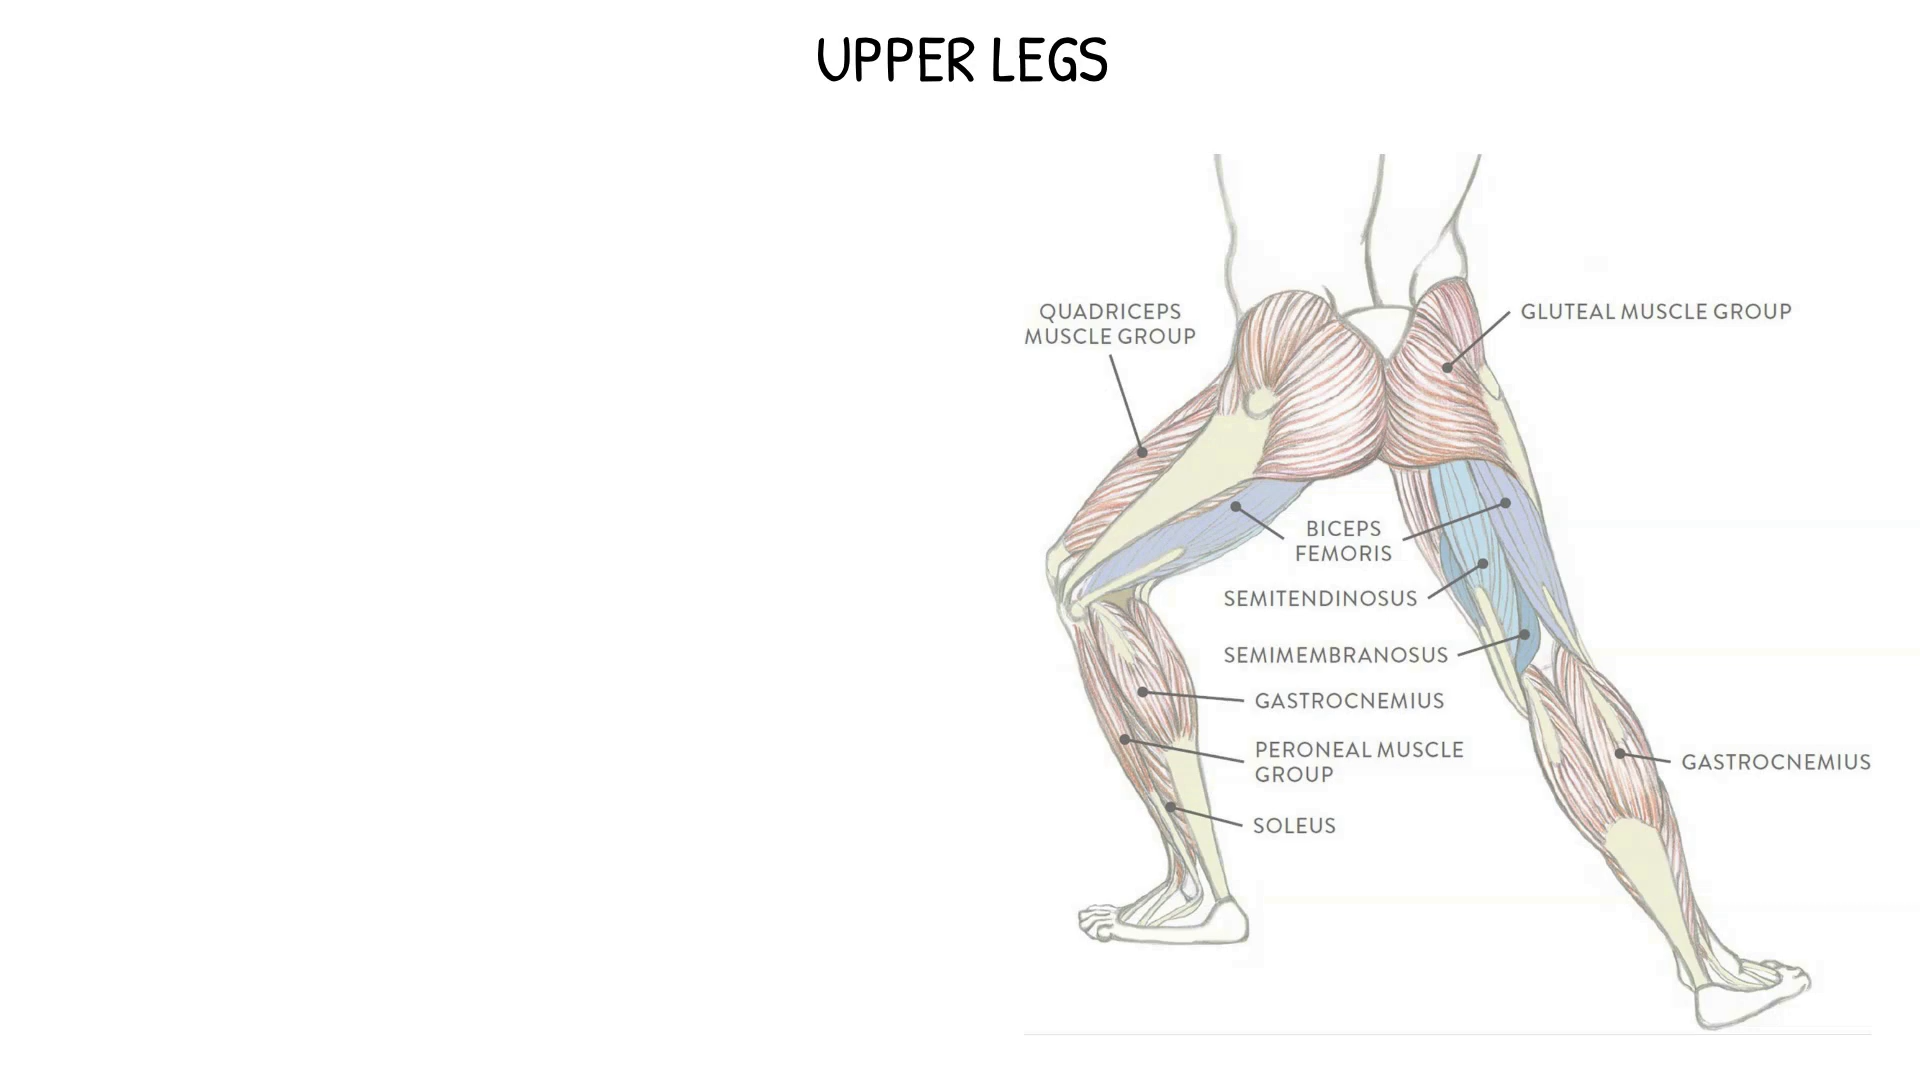 UPPER LEGS
QUADRICEPS
MUSCLE GROUP
GLUTEAL MUSCLE GROUP
BICEPS
FEMORIS
SEMITENDINOSUS
SEMIMEMBRANOSUS
GASTROCNEMIUS
PERONEAL MUSCLE
GROUP
GASTROCNEMIUS
SOLEUS